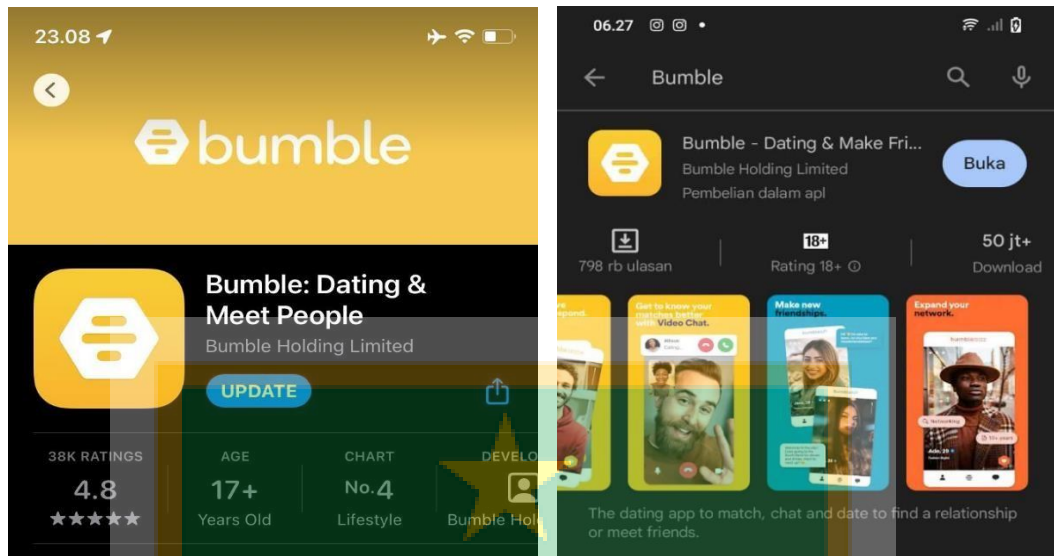 23.08
bumble
Bumble: Dating &
Meet People
Bumble Holding Limited
UPDATE
38K RATINGS
4.8
AGE
17+
Years Old
CHART
No.4
Lifestyle
DEVELO
Bumble Hol
06.27
Bumble
Bumble - Dating & Make Fri...
Bumble Holding Limited
Pembelian dalam apl
Buka
798 rb ulasan
18+
Rating 18+
50 jt+
Download
Get to know your
matches better
with Video Chat.
Make new
friendships.
Expand your
network.
Networking
The dating app to match, chat and date to find a relationship
or meet friends.